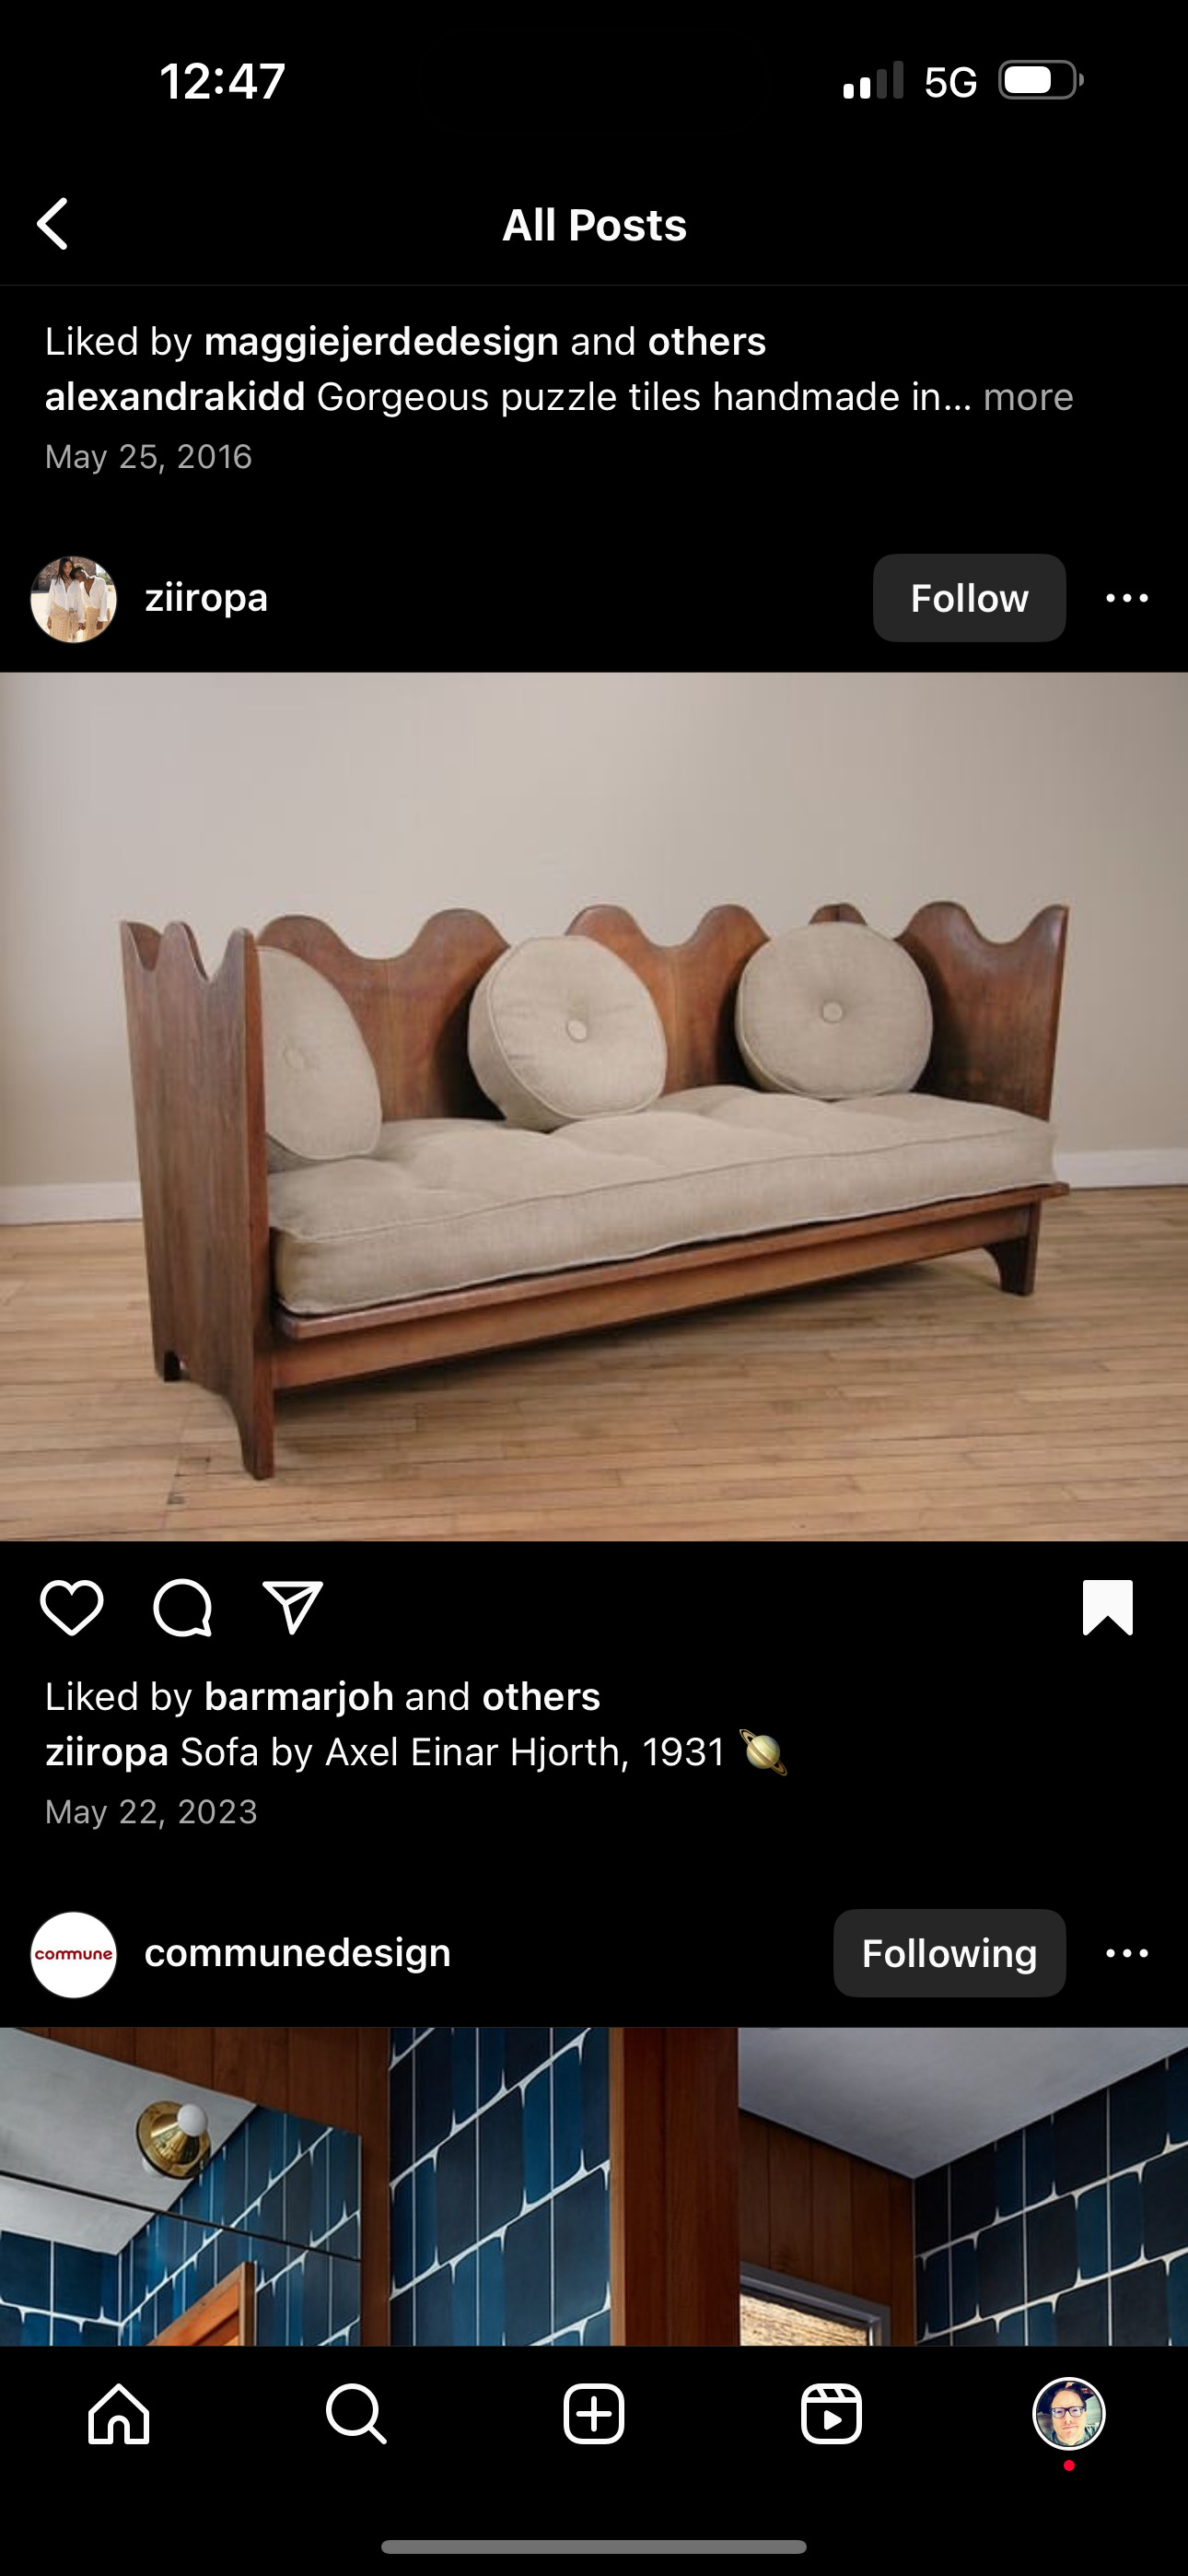 12:47 5G
All Posts
Liked by maggiejerdedesign and others
alexandrakidd Gorgeous puzzle tiles handmade in... more
May 25, 2016
ziiropa Follow
Liked by barmarjoh and others
ziiropa Sofa by Axel Einar Hjorth, 1931 🪐
May 22, 2023
commune communedesign Following